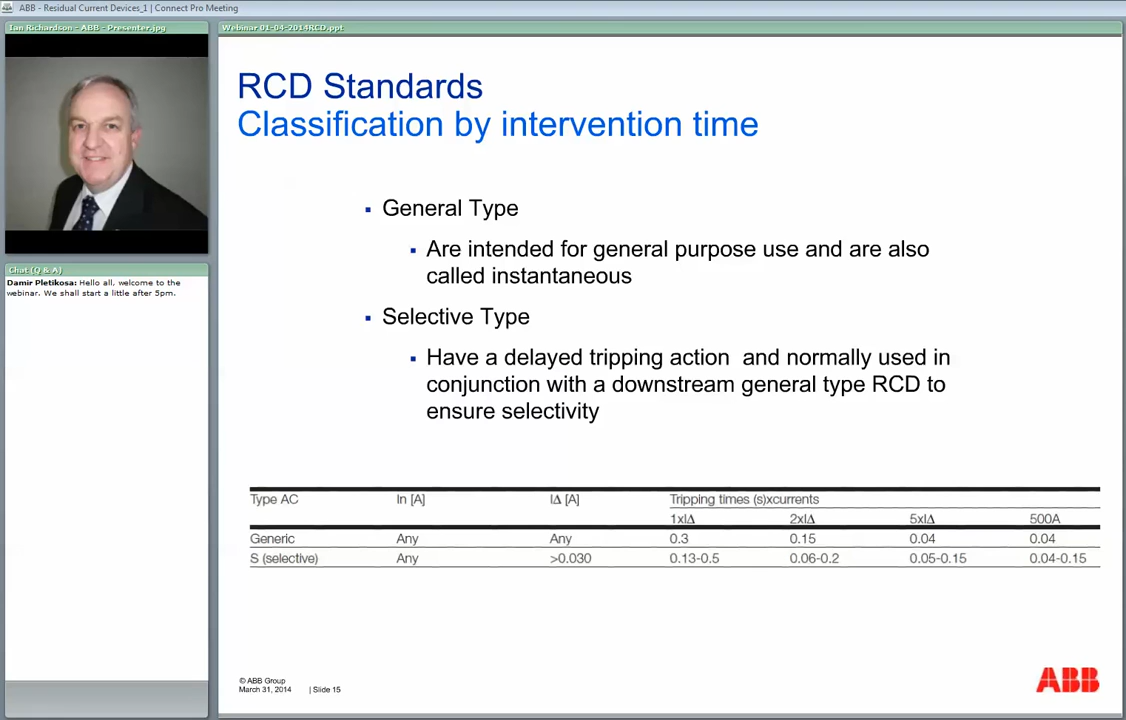 ABB - Residual Current Devices_1 | Connect Pro Meeting
Ian Richardson - ABB - Presenter.jpg
Webinar 01-04-2014RCD.ppt
RCD Standards
Classification by intervention time
▪ General Type
▪ Are intended for general purpose use and are also
called instantaneous
▪ Selective Type
▪ Have a delayed tripping action  and normally used in
conjunction with a downstream general type RCD to
ensure selectivity
Chat (Q & A)
Damir Pletikosa: Hello all, welcome to the
webinar. We shall start a little after 5pm.
Type AC In [A] IΔ [A] Tripping times (s)xcurrents
1xIΔ 2xIΔ 5xIΔ 500A
Generic Any Any 0.3 0.15 0.04 0.04
S (selective) Any >0.030 0.13-0.5 0.06-0.2 0.05-0.15 0.04-0.15
© ABB Group
March 31, 2014 | Slide 15
ABB